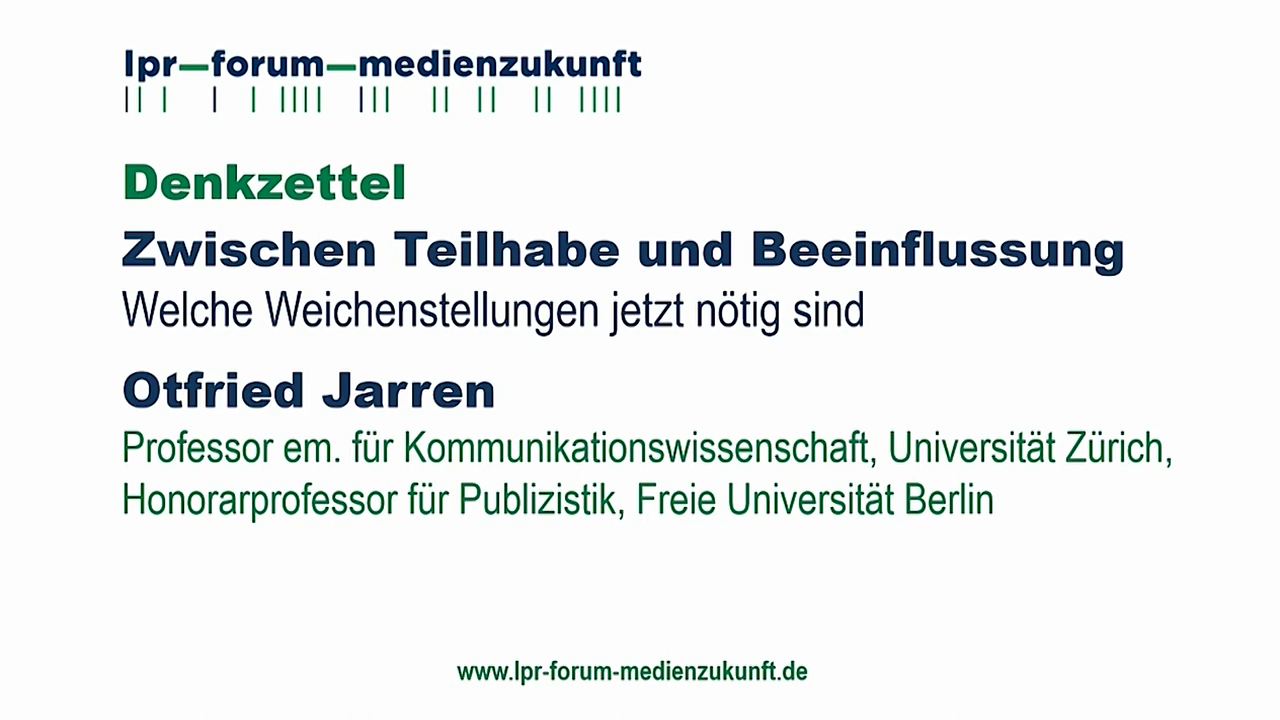 lpr–forum–medienzukunft
Denkzettel
Zwischen Teilhabe und Beeinflussung
Welche Weichenstellungen jetzt nötig sind
Otfried Jarren
Professor em. für Kommunikationswissenschaft, Universität Zürich,
Honorarprofessor für Publizistik, Freie Universität Berlin
www.lpr-forum-medienzukunft.de